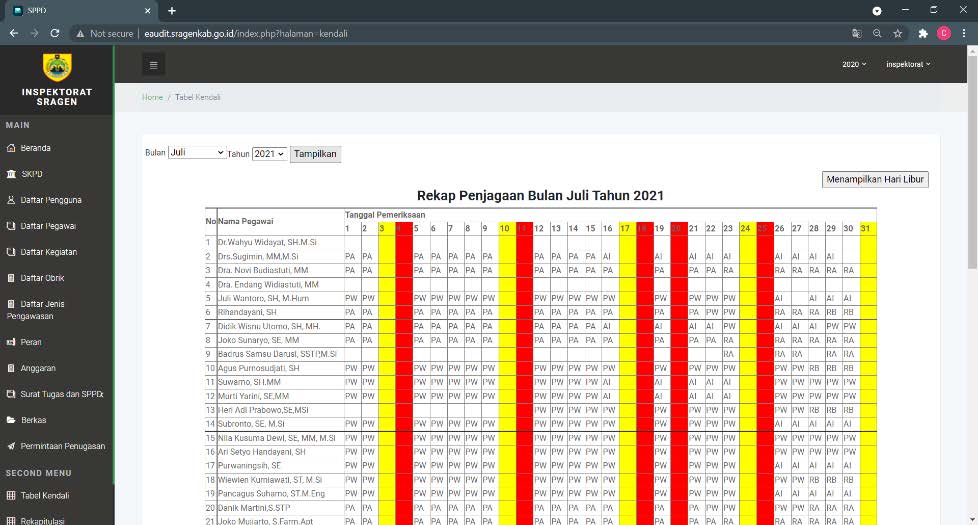 SPPD
Not secure | eaudit.sragenkab.go.id/index.php?halaman=kendali
INSPEKTORAT
SRAGEN
2020
inspektorat
Home / Tabel Kendali
MAIN
Beranda
SKPD
Daftar Pengguna
Daftar Pegawai
Daftar Kegiatan
Daftar Obrik
Daftar Jenis
Pengawasan
Peran
Anggaran
Surat Tugas dan SPPD
Berkas
Permintaan Penugasan
SECOND MENU
Tabel Kendali
Rekapitulasi
Bulan Juli Tahun 2021 Tampilkan
Menampilkan Hari Libur
Rekap Penjagaan Bulan Juli Tahun 2021
No Nama Pegawai Tanggal Pemeriksaan
1 2 3 4 5 6 7 8 9 10 11 12 13 14 15 16 17 18 19 20 21 22 23 24 25 26 27 28 29 30 31
1 Dr.Wahyu Widayat, SH.M.Si
2 Drs.Sugimin, MM,M.Si PA PA PA PA PA PA PA PA PA PA PA AI AI AI AI AI AI AI AI AI
3 Dra. Novi Budiastuti, MM PA PA PA PA PA PA PA PA PA PA PA PA PA PA PA RA RA RA RA RA RA
4 Dra. Endang Widiastuti, MM
5 Juli Wantoro, SH, M.Hum PW PW PW PW PW PW PW PW PW PW PW PW PW PW PW PW AI AI AI
6 Rihandayani, SH PA PA PA PA PA PA PA PA PA PA PA PA PA PA PW PW RA RA RA RB RB
7 Didik Wisnu Utomo, SH, MH. PA PA PA PA PA PA PA PA PA PA PA AI AI AI AI PW AI AI AI PW PW
8 Joko Sunaryo, SE, MM PA PA PA PA PA PA PA PA PA PA PA PA PA PA PA RA RA RA
9 Badrus Samsu Darusi, SSTP,M.Si RA RA RA RA RA
10 Agus Purnosudjati, SH PW PW PW PW PW PW PW PW PW PW PW PW PW PW PW PW PW PW RB RB RB
11 Suwarno, SH.MM PW PW PW PW PW PW PW PW PW PW PW AI AI AI AI AI PW PW PW PW PW
12 Murti Yarini, SE,MM PW PW PW PW PW PW PW PW PW PW PW AI AI AI AI AI PW PW PW PW PW
13 Heri Adi Prabowo,SE,MSi PW PW PW PW PW PW PW PW PW PW PW RB RB RB
14 Subronto, SE, M.Si PW PW PW PW PW PW PW PW PW PW PW PW PW PW PW PW AI AI AI AI AI
15 Nila Kusuma Dewi, SE, MM, M.Si PW PW PW PW PW PW PW PW PW PW PW PW PW PW PW PW PW PW PW PW PW
16 Ari Setyo Handayani, SH PW PW PW PW PW PW PW PW PW PW PW PW PW PW PW PW PW PW PW PW PW
17 Purwaningsih, SE PW PW PW PW PW PW PW PW PW PW PW PW PW PW PW PW AI AI AI AI AI
18 Wiewien Kurniawati, ST, M.Si PW PW PW PW PW PW PW PW PW PW PW PW PW PW PW PW PW PW RB RB RB
19 Pancagus Suharno, ST.M.Eng PW PW PW PW PW PW PW PW PW PW PW PW PW PW PW PW AI AI AI AI AI
20 Danik Martini,S.STP PA PA PA PA PA PA PA PA PA PA PA PA PA PA PW PW PW PW RA RA RA
21 Joko Mujiarto, S.Farm,Apt PA PA PA PA PA PA PA PA PA PA PA PA PA PA PA RA RA RA RA RA RA